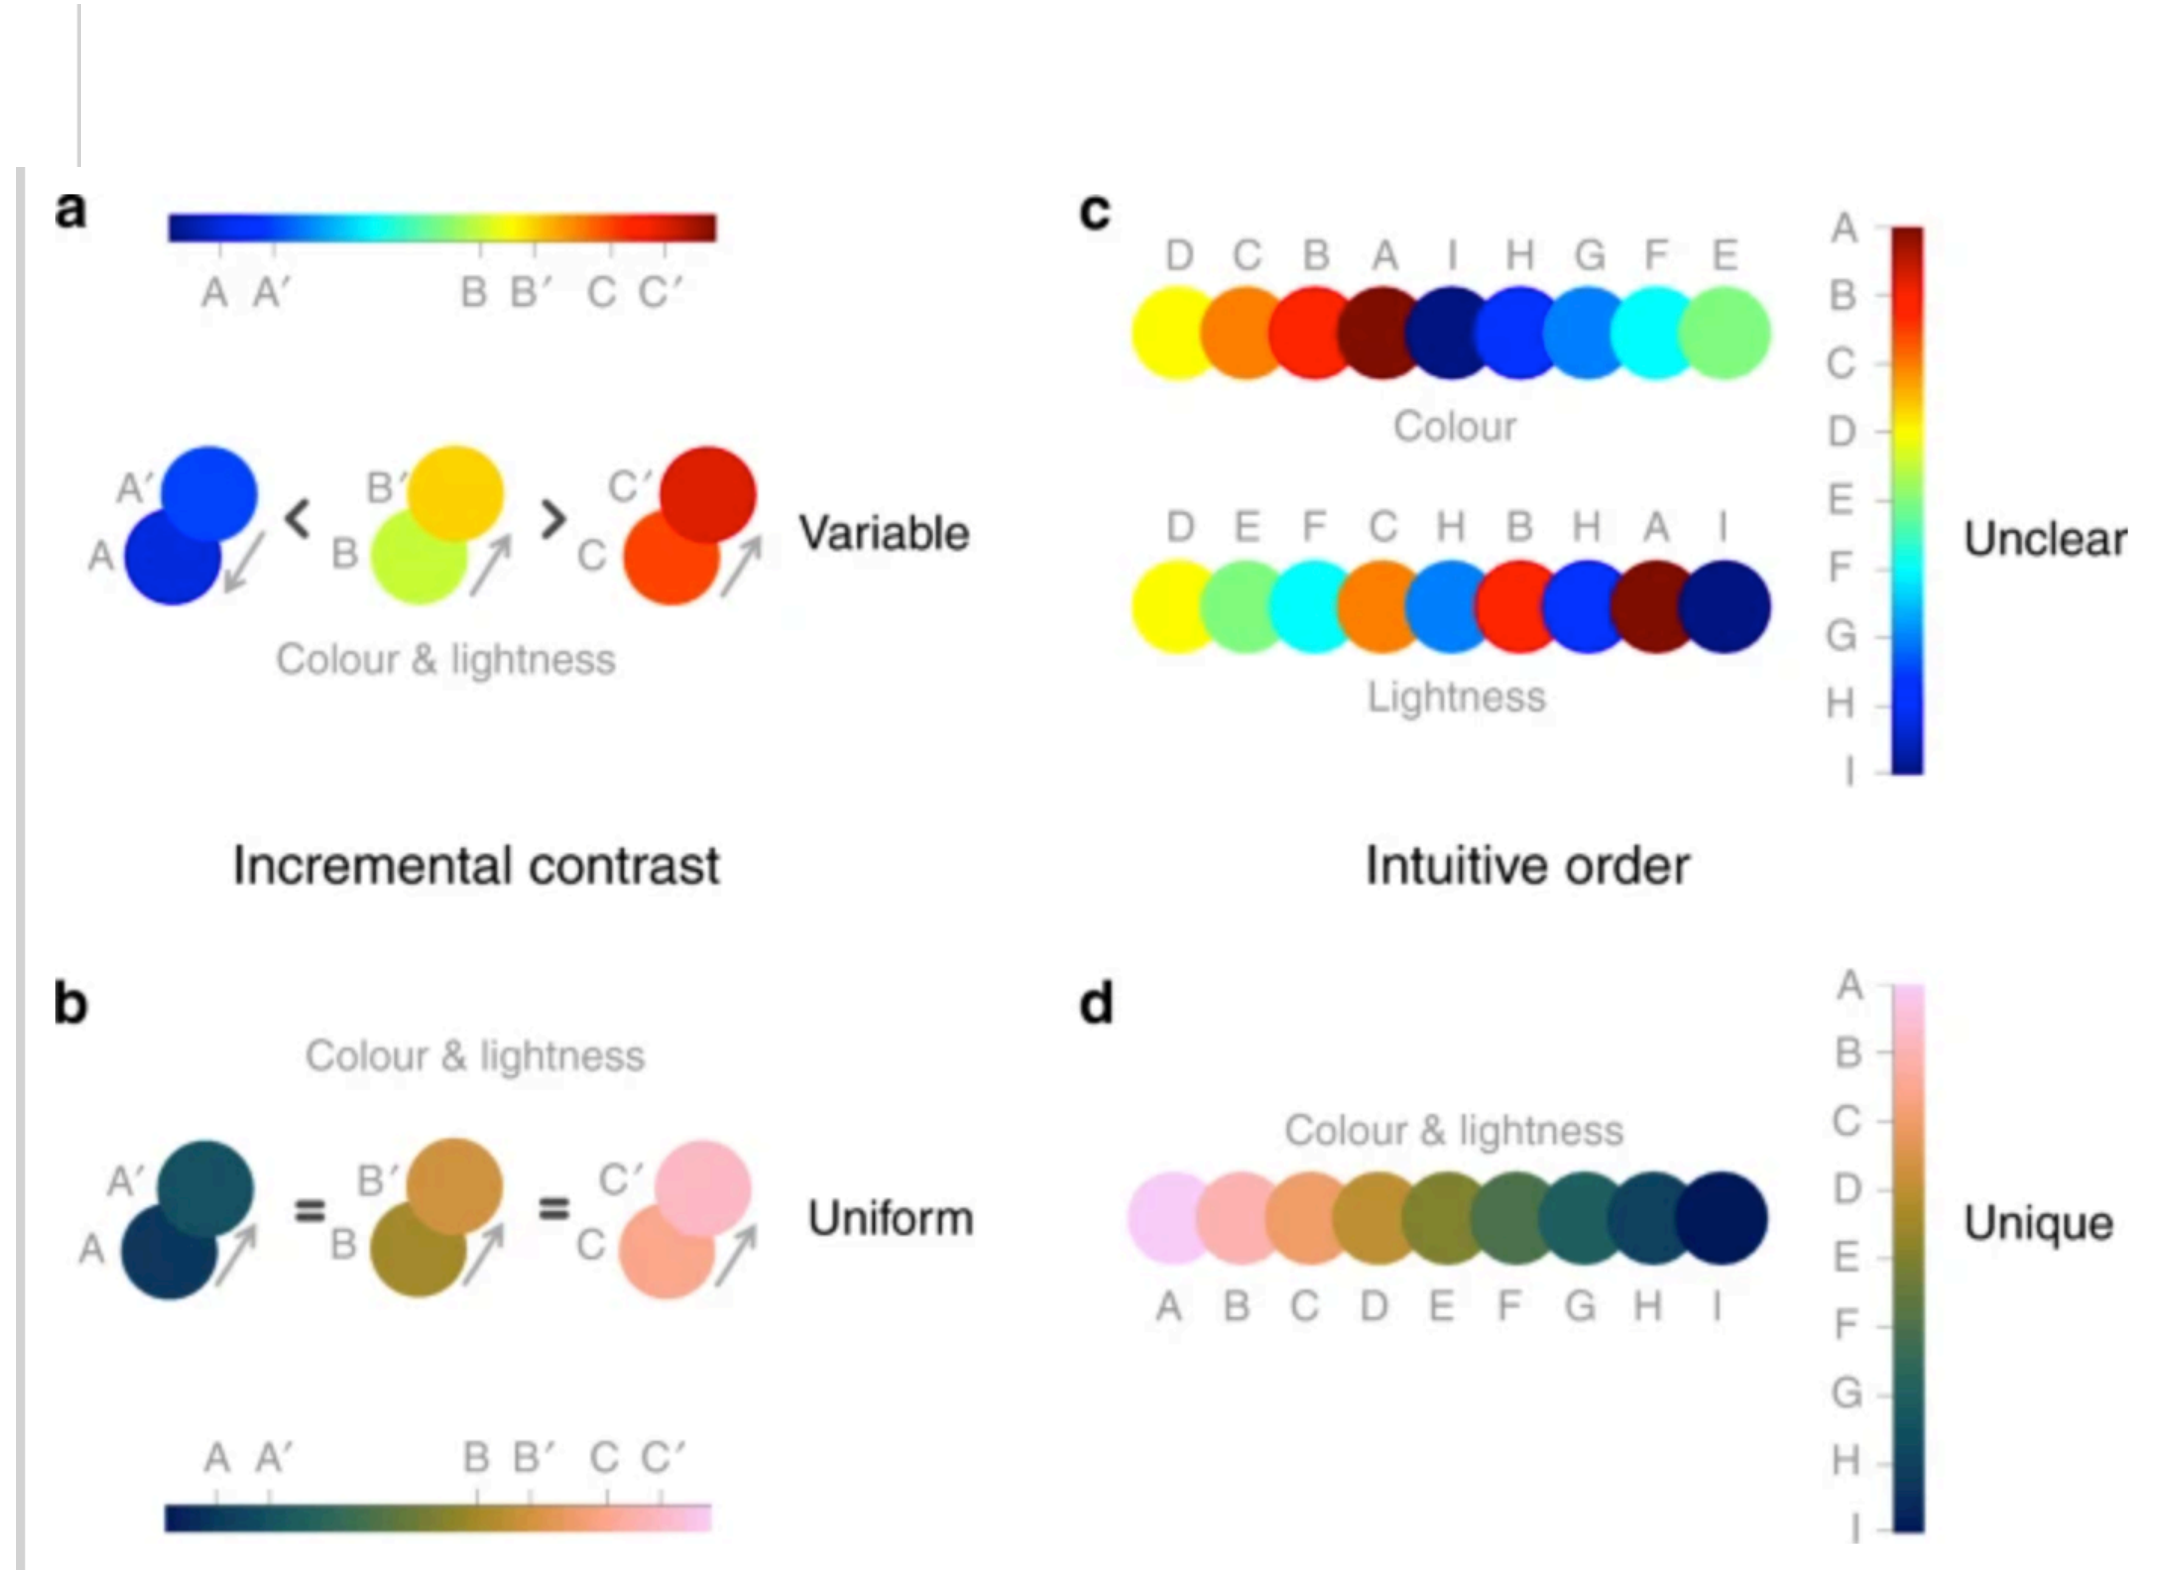 a
A A′ B B′ C C′
A′ B′ C′
< >
A B C
Variable
Colour & lightness
Incremental contrast
b
Colour & lightness
A′ B′ C′
= =
A B C
Uniform
A A′ B B′ C C′
c
D C B A I H G F E
Colour
D E F C H B H A I
Lightness
A
B
C
D
E
F
G
H
I
Unclear
Intuitive order
d
Colour & lightness
A B C D E F G H I
A
B
C
D
E
F
G
H
I
Unique